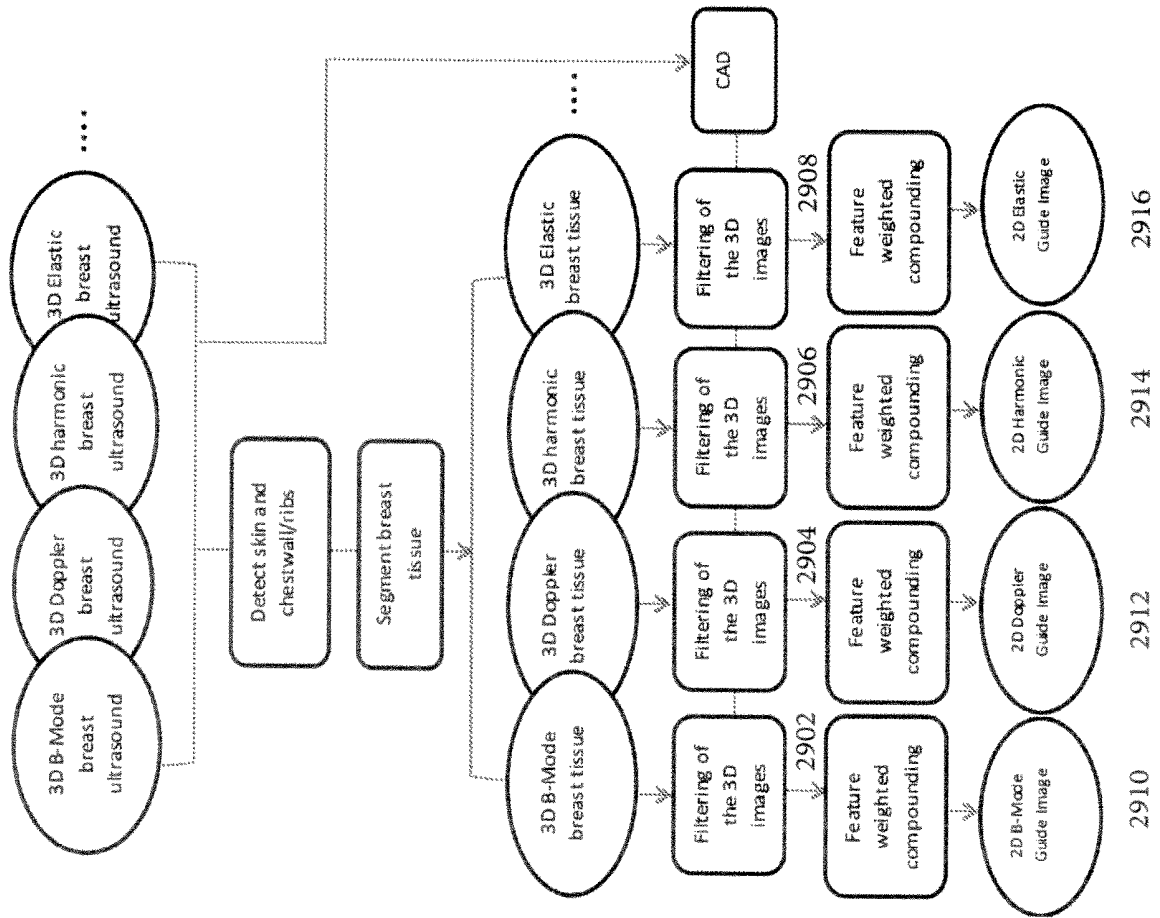 3D B-Mode
breast
ultrasound
3D Doppler
breast
ultrasound
3D harmonic
breast
ultrasound
3D Elastic
breast
ultrasound
....
Detect skin and
chestwall/ribs
Segment breast
tissue
3D B-Mode
breast tissue
3D Doppler
breast tissue
3D harmonic
breast tissue
3D Elastic
breast tissue
....
Filtering of
the 3D
images
Filtering of
the 3D
images
Filtering of
the 3D
images
Filtering of
the 3D
images
CAD
2902
2904
2906
2908
Feature
weighted
compounding
Feature
weighted
compounding
Feature
weighted
compounding
Feature
weighted
compounding
2D B-Mode
Guide Image
2D Doppler
Guide Image
2D Harmonic
Guide Image
2D Elastic
Guide Image
2910
2912
2914
2916